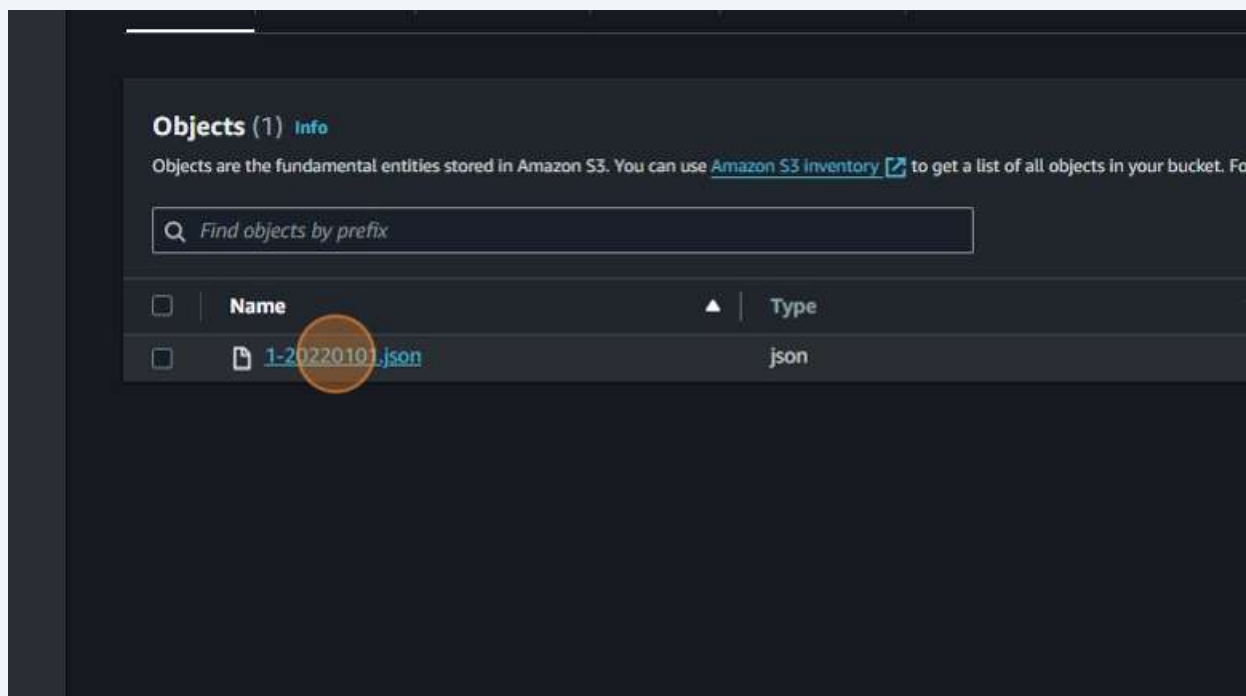 Objects (1) Info
Objects are the fundamental entities stored in Amazon S3. You can use Amazon S3 inventory to get a list of all objects in your bucket. Fo
Find objects by prefix
Name Type
1-20220101.json json